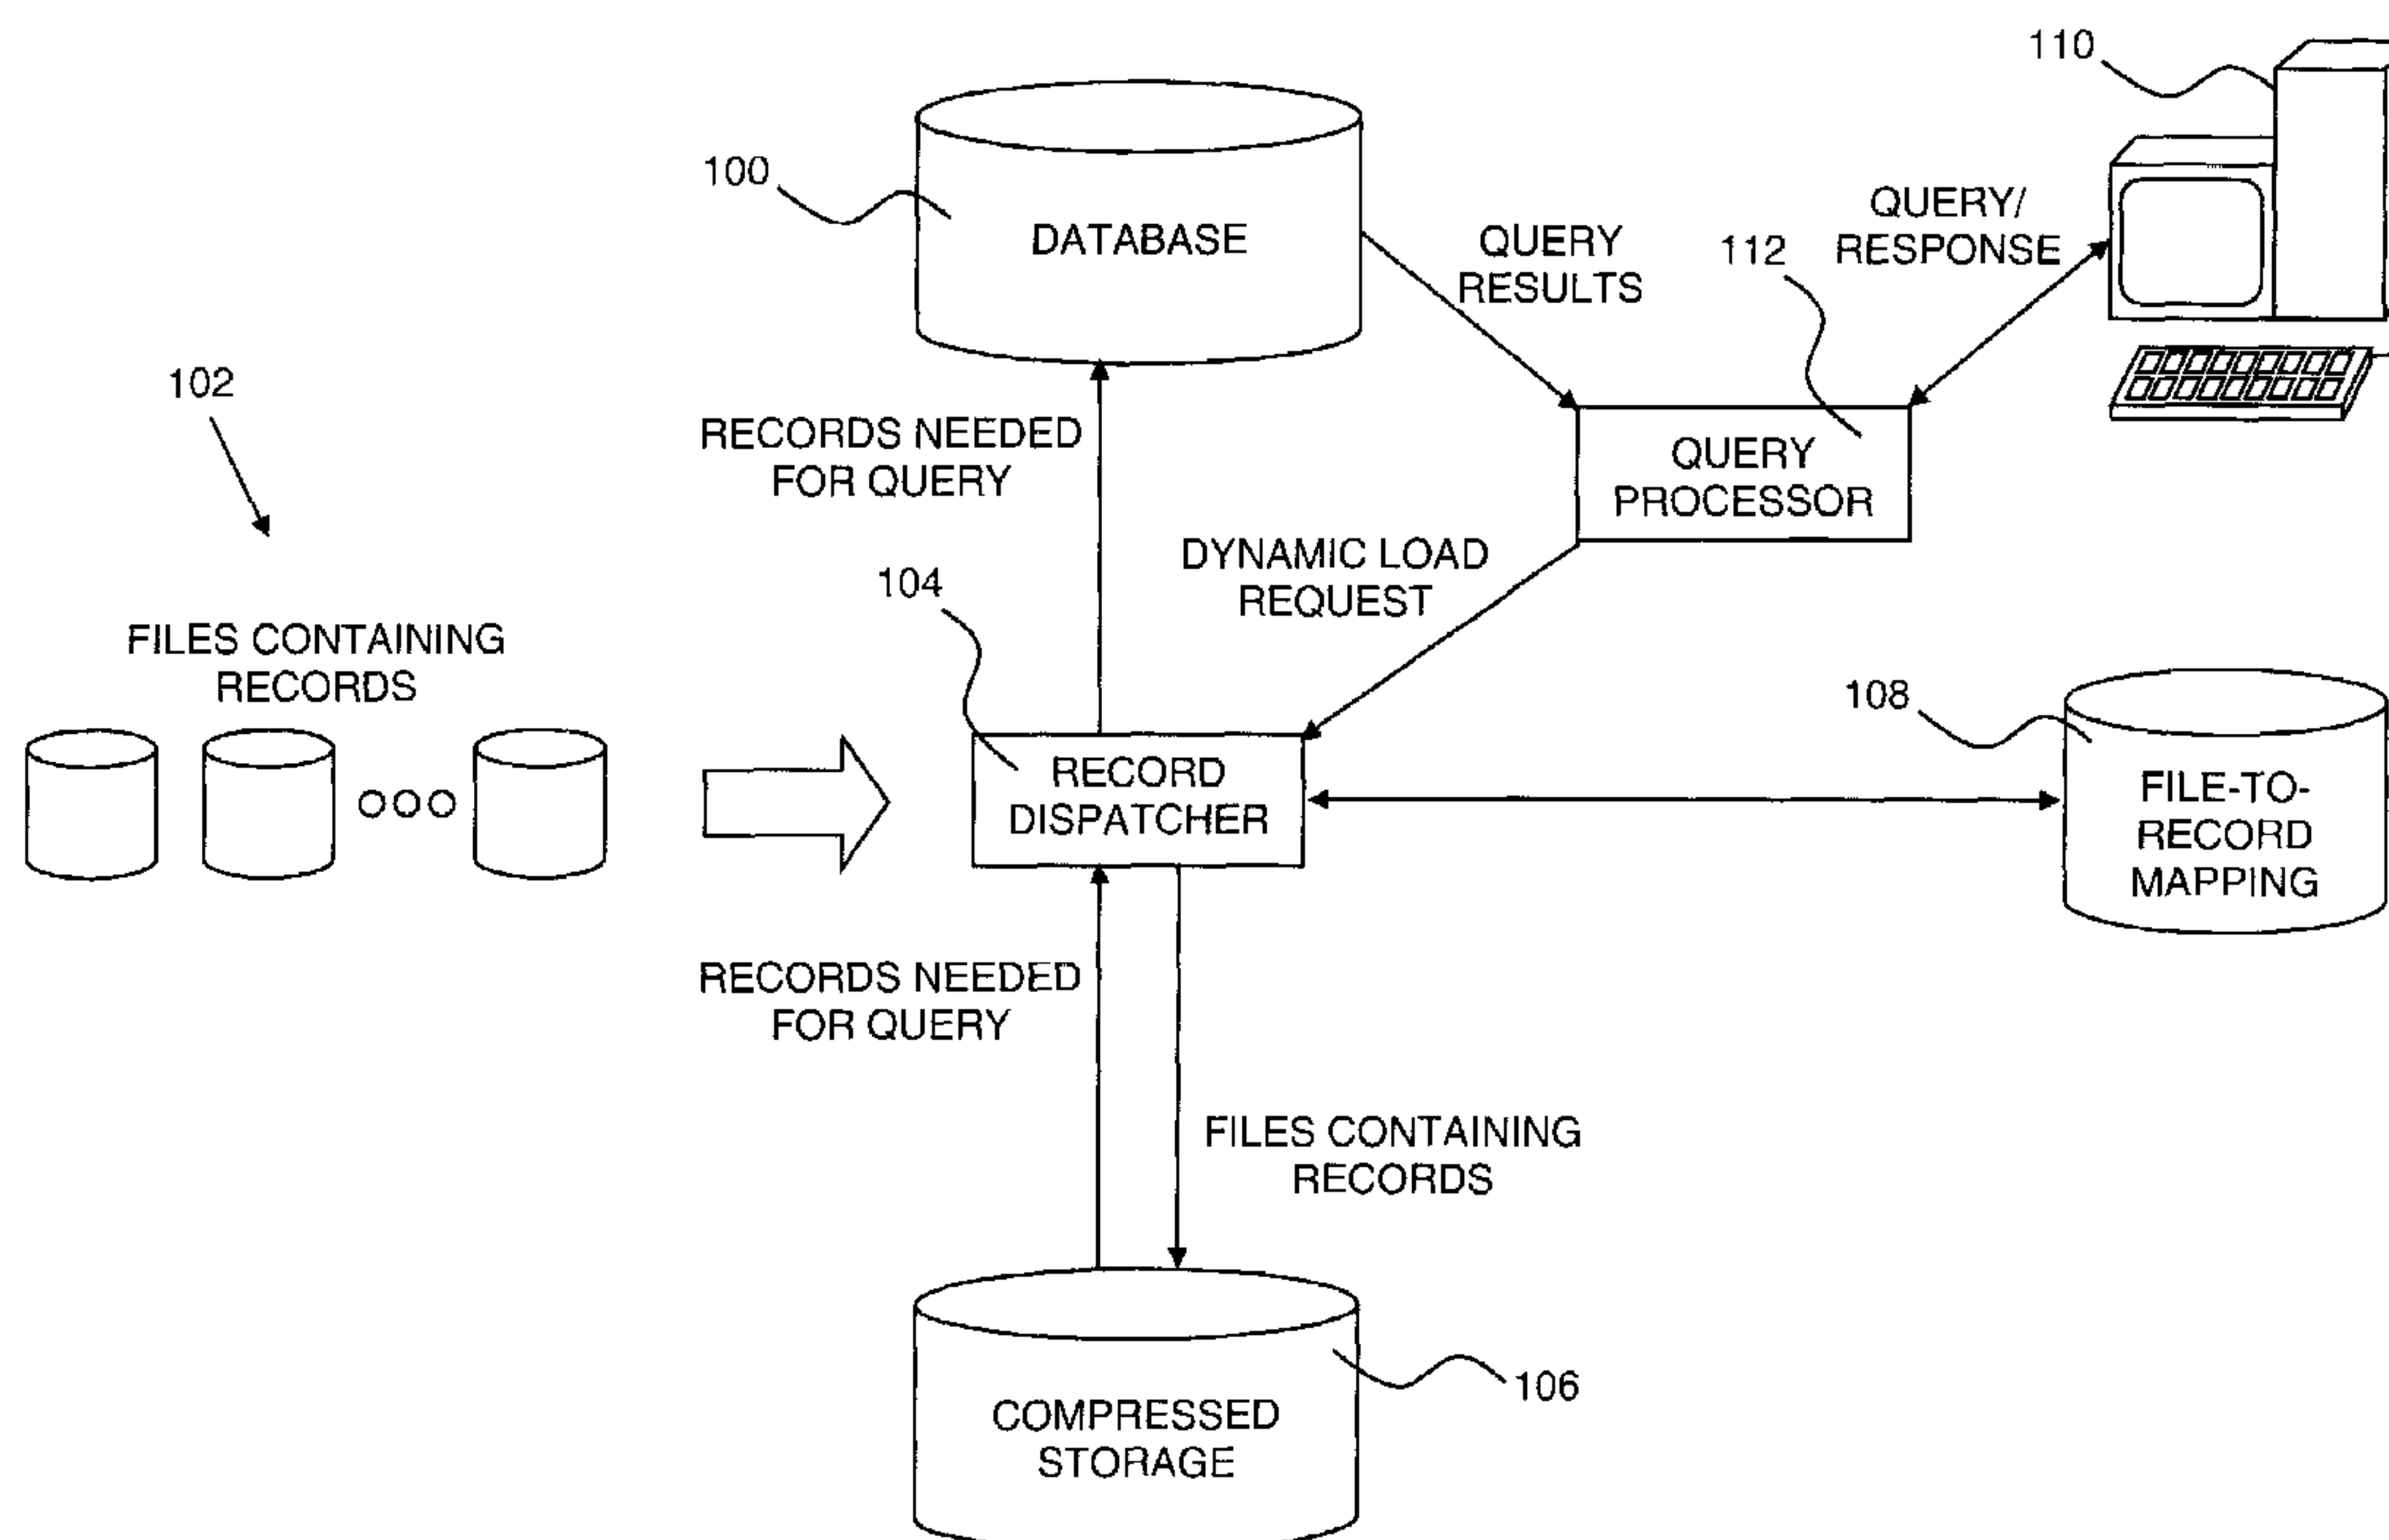 110
100
DATABASE
QUERY
RESULTS
112
QUERY/
RESPONSE
102
RECORDS NEEDED
FOR QUERY
QUERY
PROCESSOR
DYNAMIC LOAD
REQUEST
104
FILES CONTAINING
RECORDS
RECORD
DISPATCHER
108
FILE-TO-
RECORD
MAPPING
RECORDS NEEDED
FOR QUERY
FILES CONTAINING
RECORDS
106
COMPRESSED
STORAGE